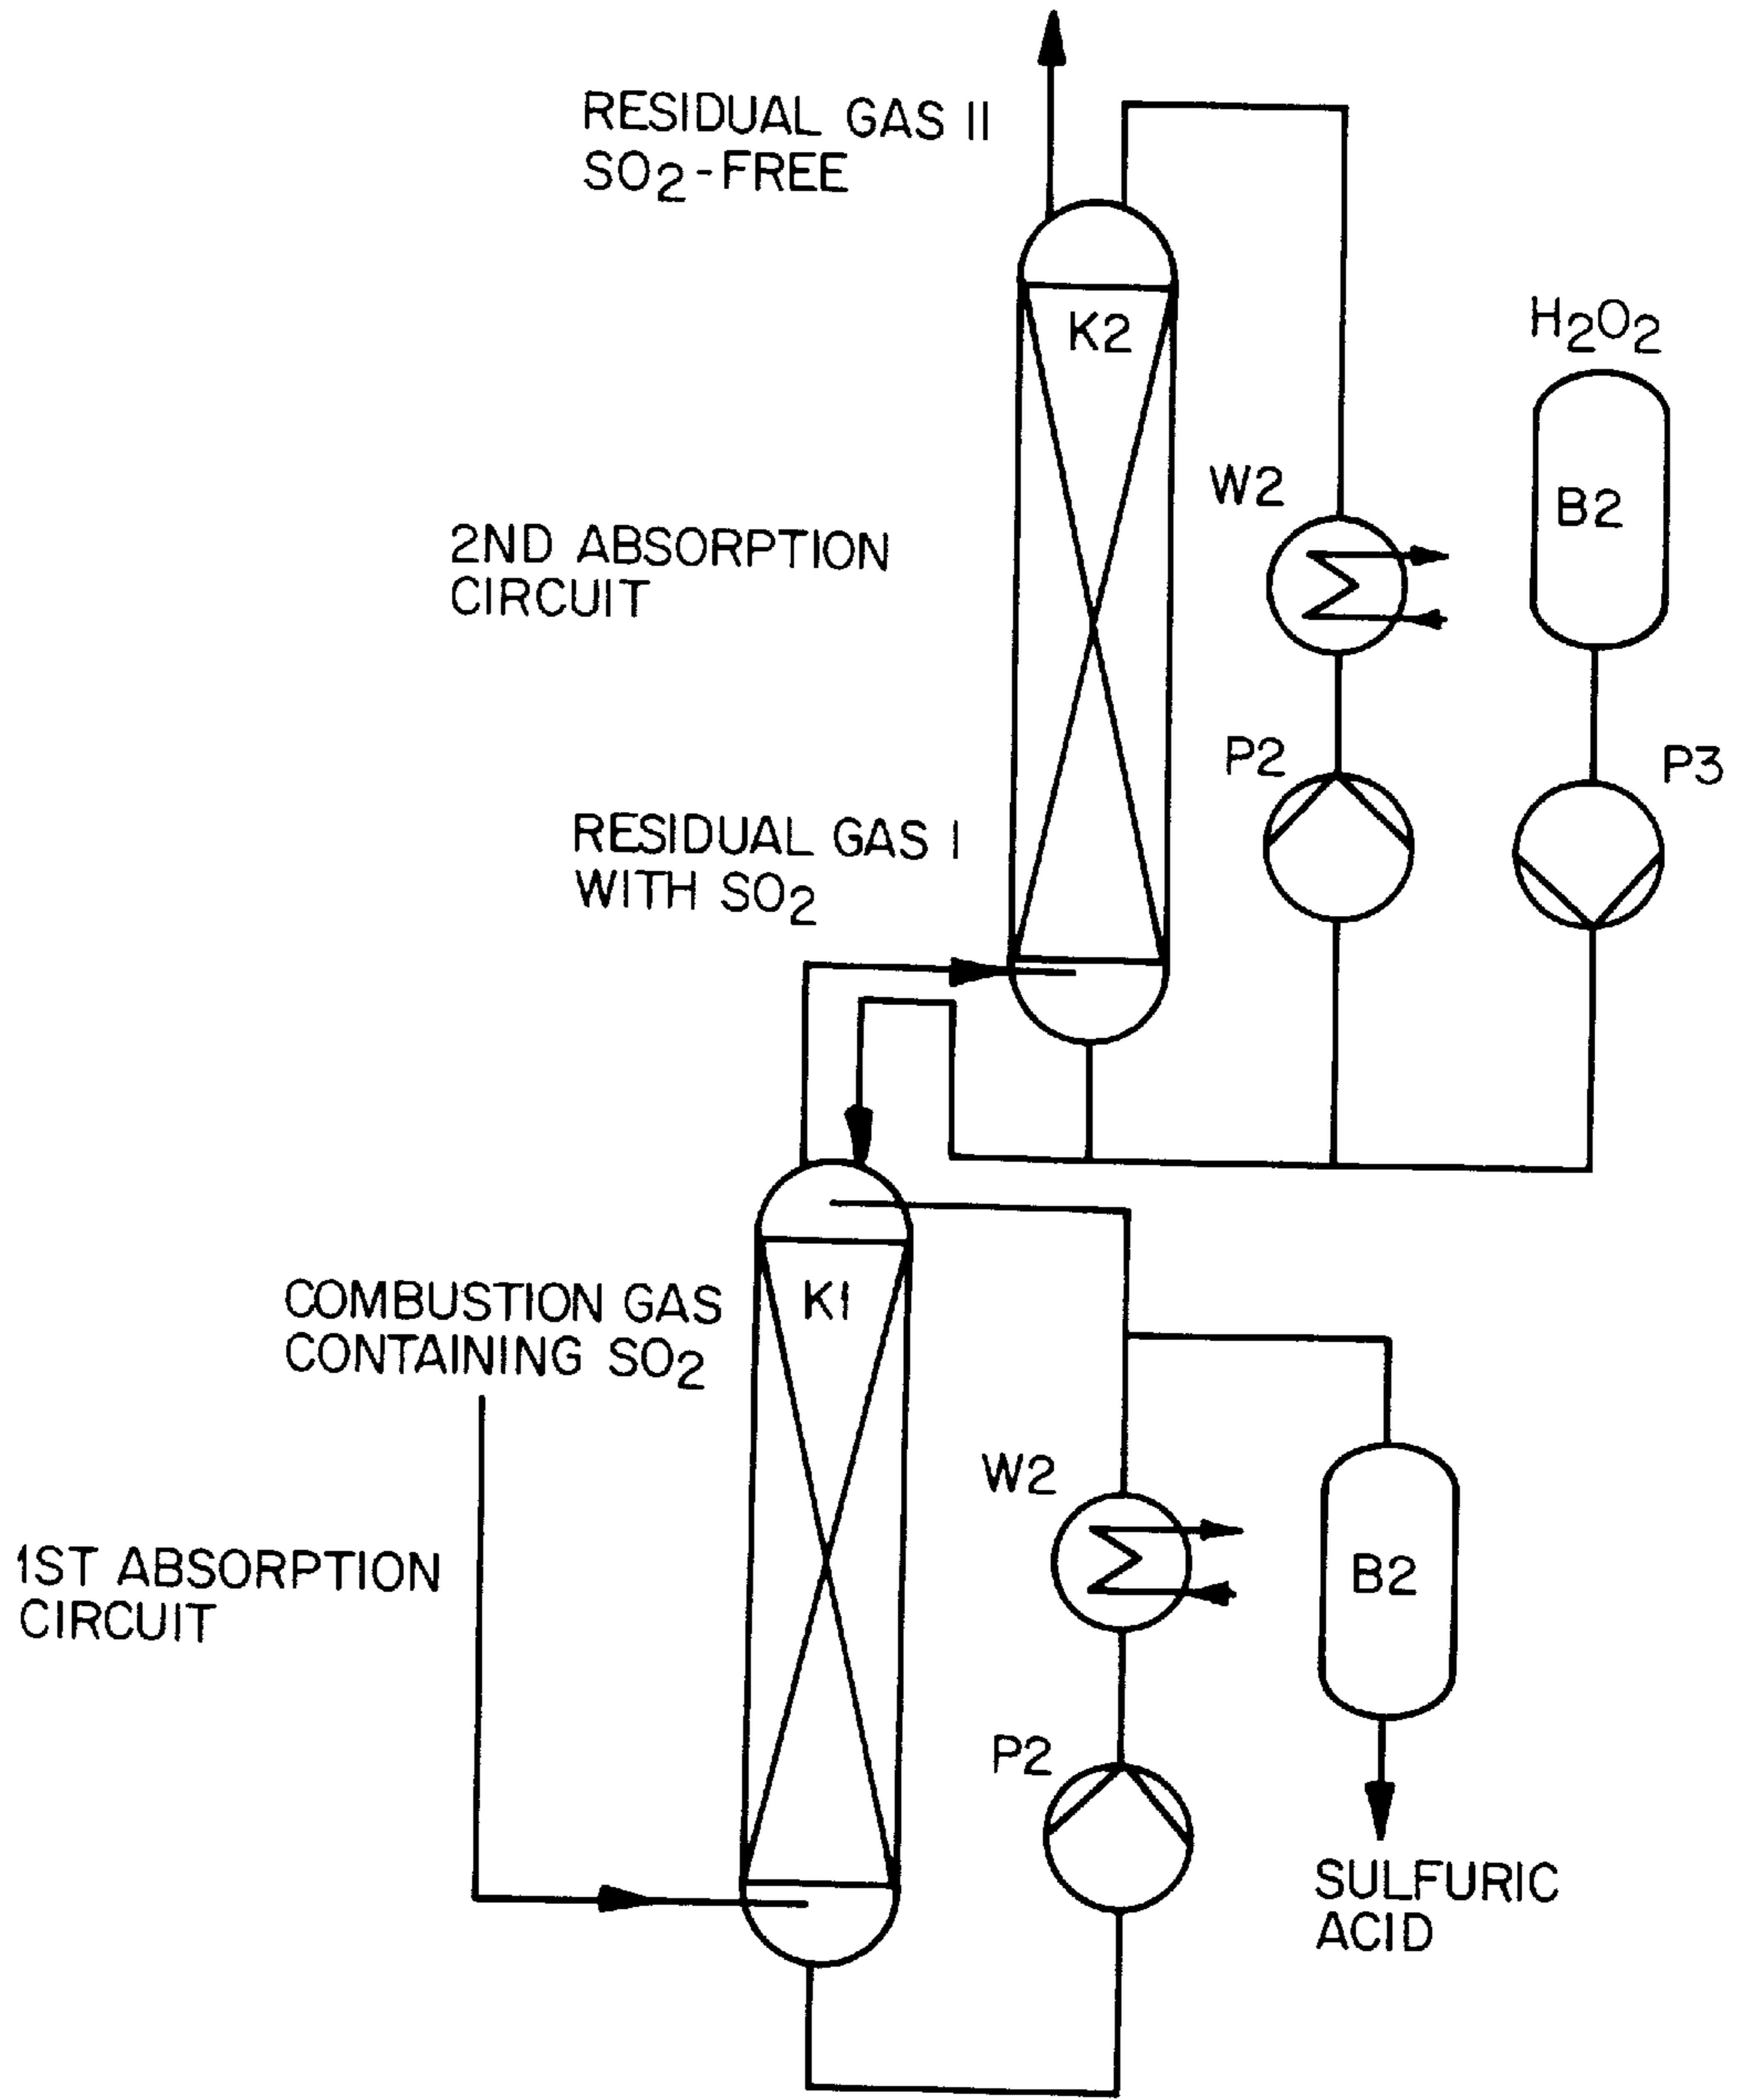 RESIDUAL GAS II
SO2-FREE
K2
H2O2
W2
B2
2ND ABSORPTION
CIRCUIT
P2
P3
RESIDUAL GAS I
WITH SO2
COMBUSTION GAS
CONTAINING SO2
K1
W2
1ST ABSORPTION
CIRCUIT
B2
P2
SULFURIC
ACID